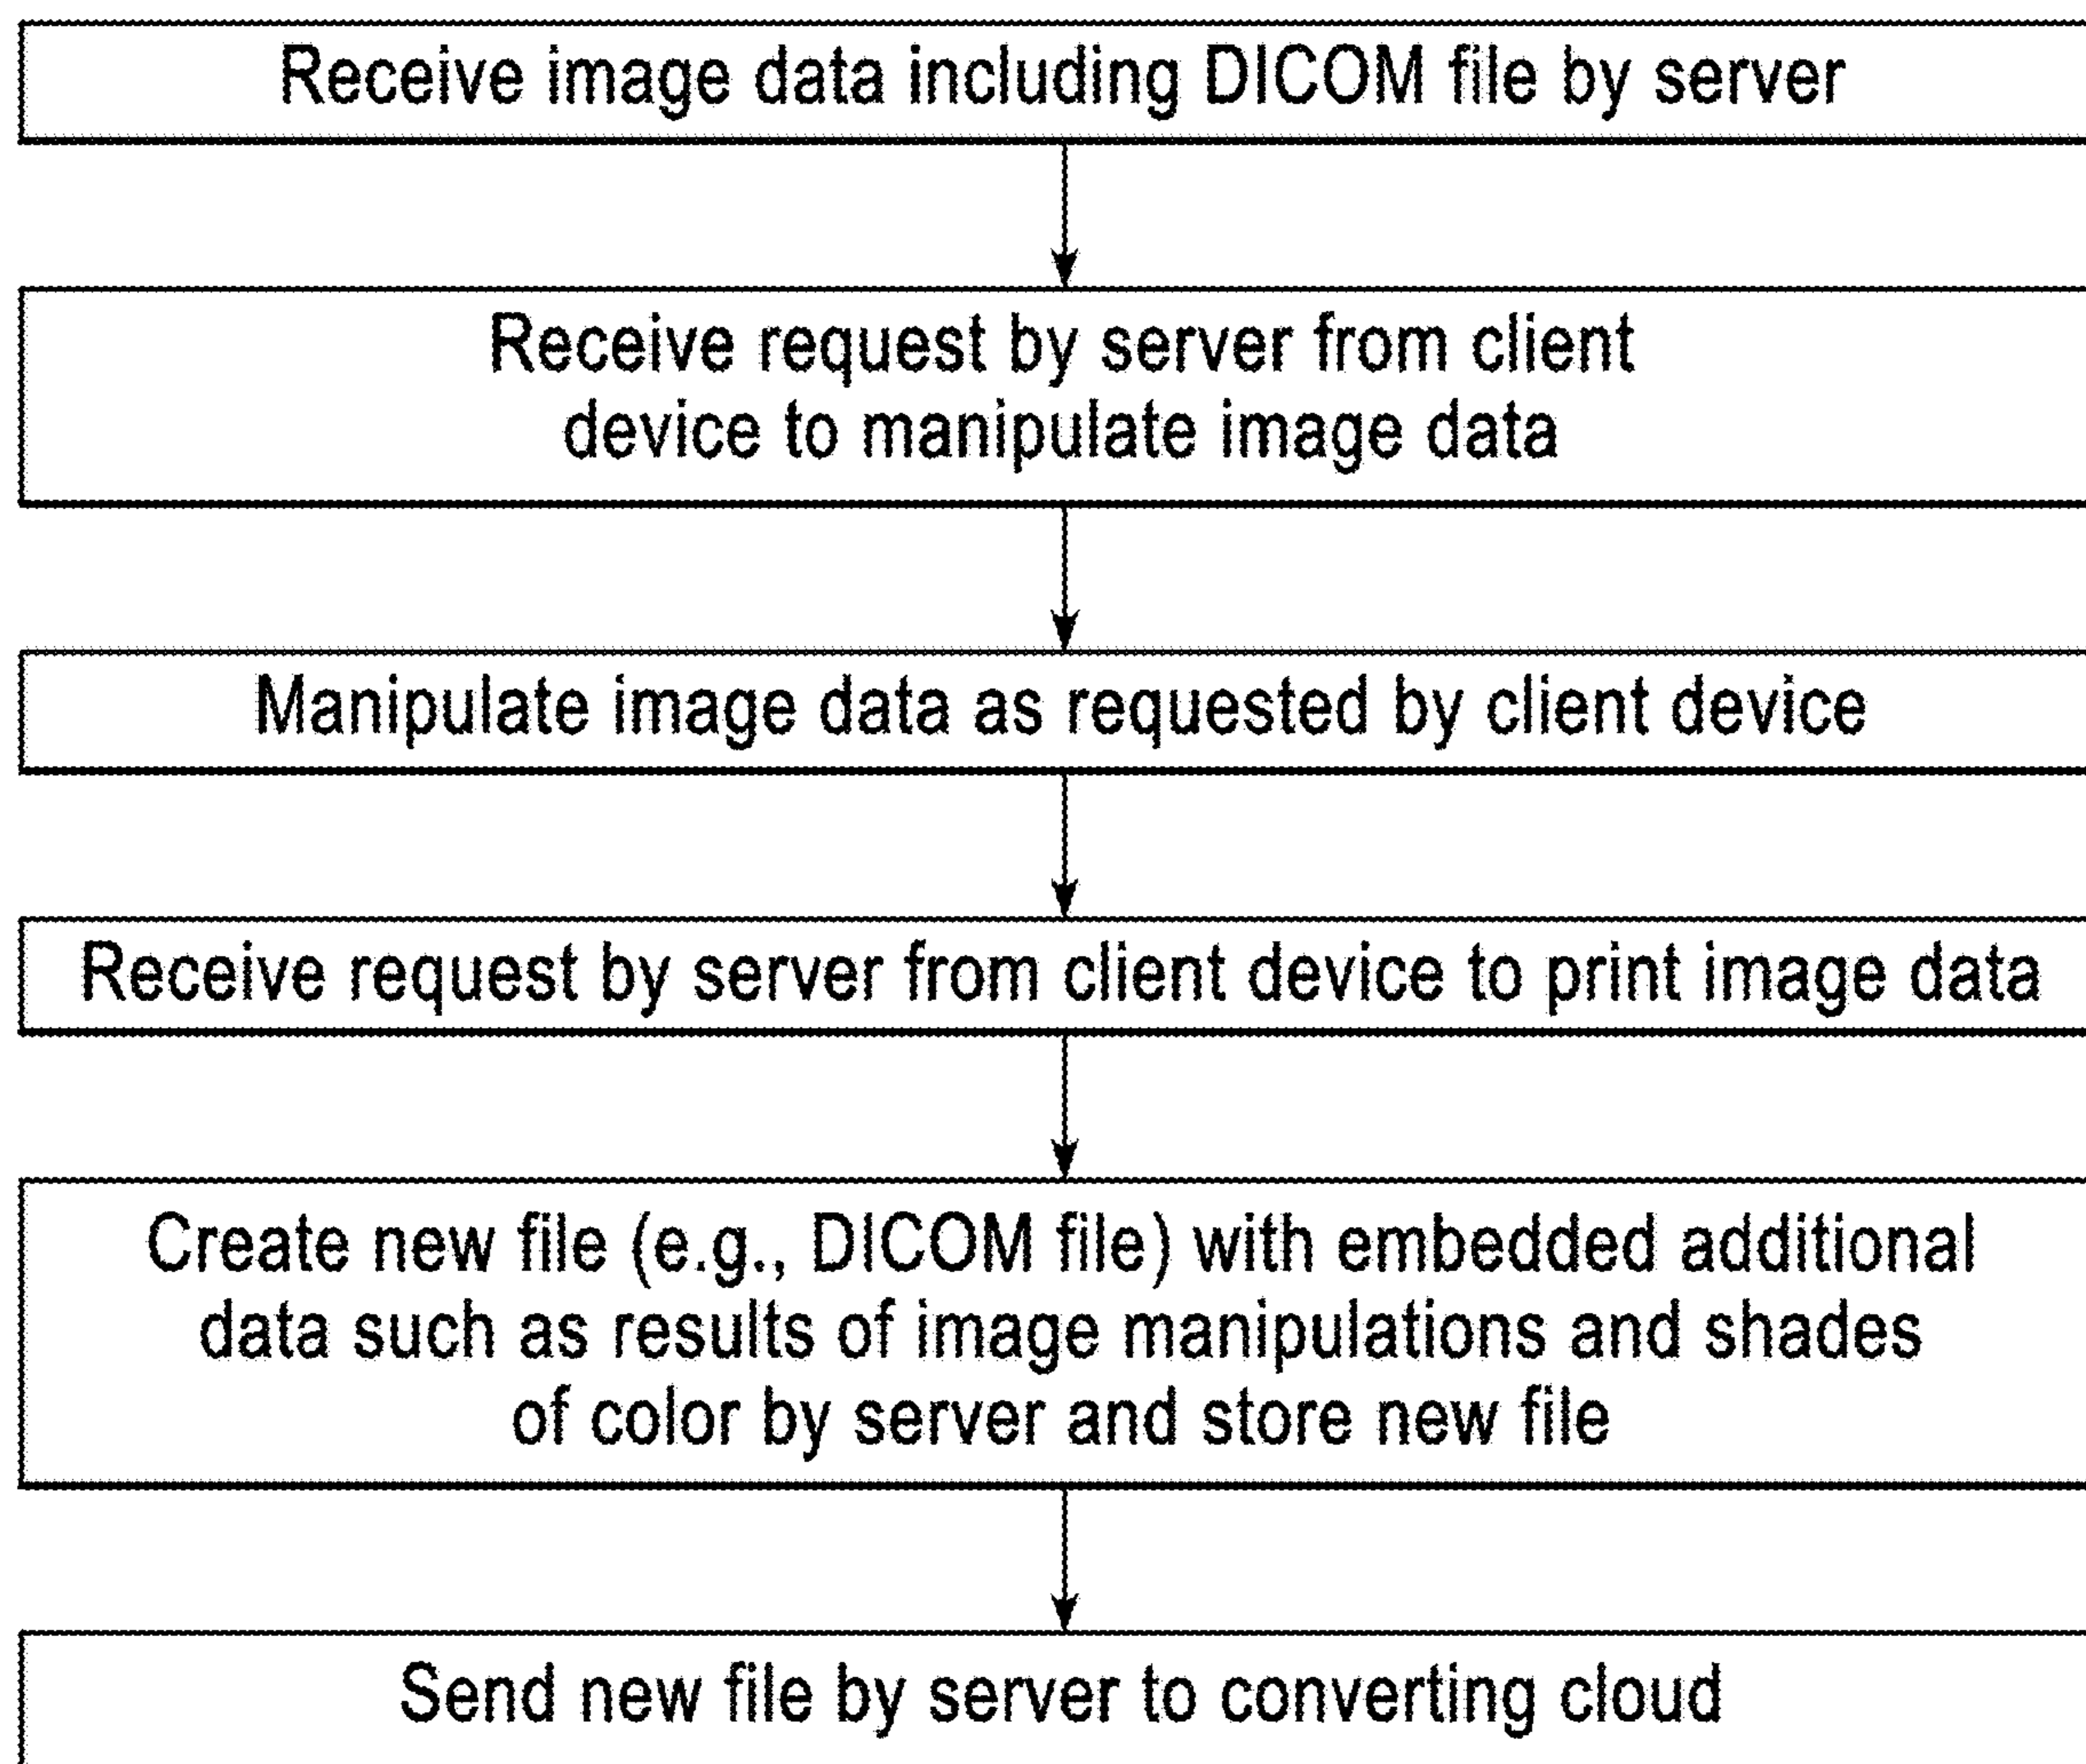 Receive image data including DICOM file by server
Receive request by server from client
device to manipulate image data
Manipulate image data as requested by client device
Receive request by server from client device to print image data
Create new file (e.g., DICOM file) with embedded additional
data such as results of image manipulations and shades
of color by server and store new file
Send new file by server to converting cloud